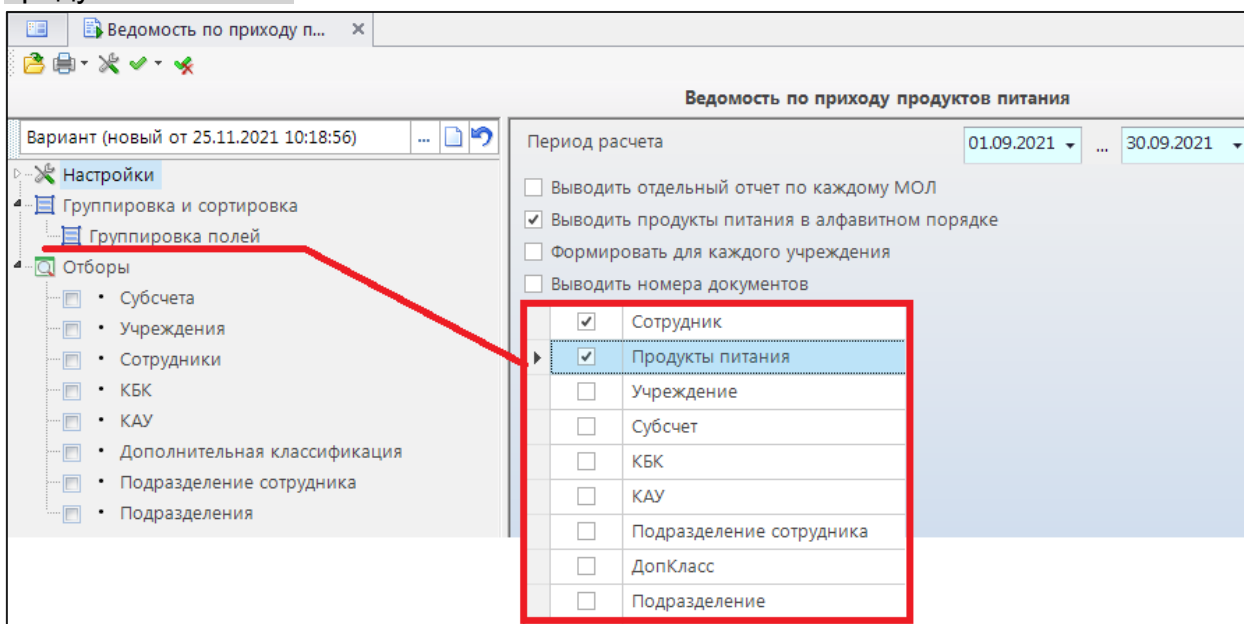 Ведомость по приходу п...
Ведомость по приходу продуктов питания
Вариант (новый от 25.11.2021 10:18:56) ...
Настройки
Группировка и сортировка
Группировка полей
Отборы
Субсчета
Учреждения
Сотрудники
КБК
КАУ
Дополнительная классификация
Подразделение сотрудника
Подразделения
Период расчета 01.09.2021 ... 30.09.2021
Выводить отдельный отчет по каждому МОЛ
Выводить продукты питания в алфавитном порядке
Формировать для каждого учреждения
Выводить номера документов
Сотрудник
Продукты питания
Учреждение
Субсчет
КБК
КАУ
Подразделение сотрудника
ДопКласс
Подразделение